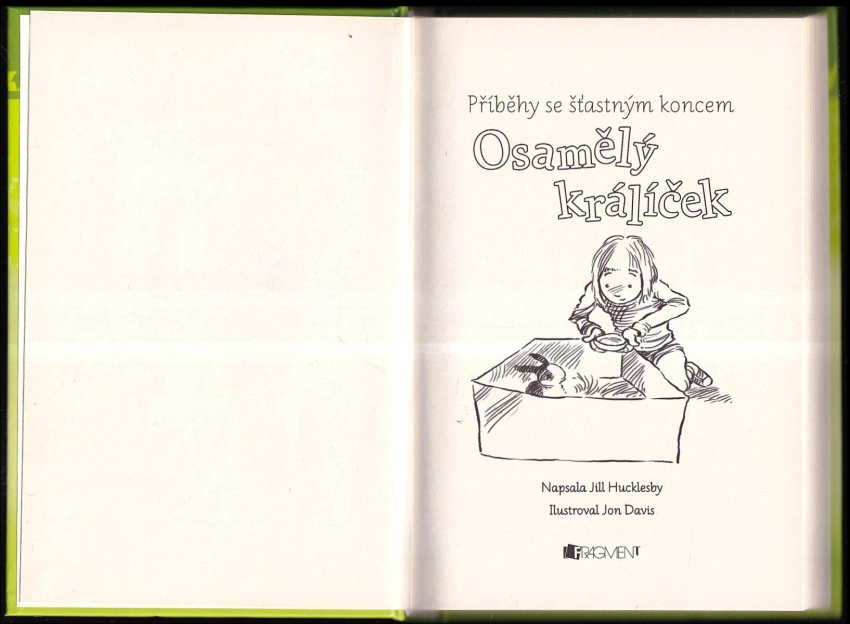 Příběhy se šťastným koncem
Osamělý
králíček
Napsala Jill Hucklesby
Ilustroval Jon Davis
FRAGMENT